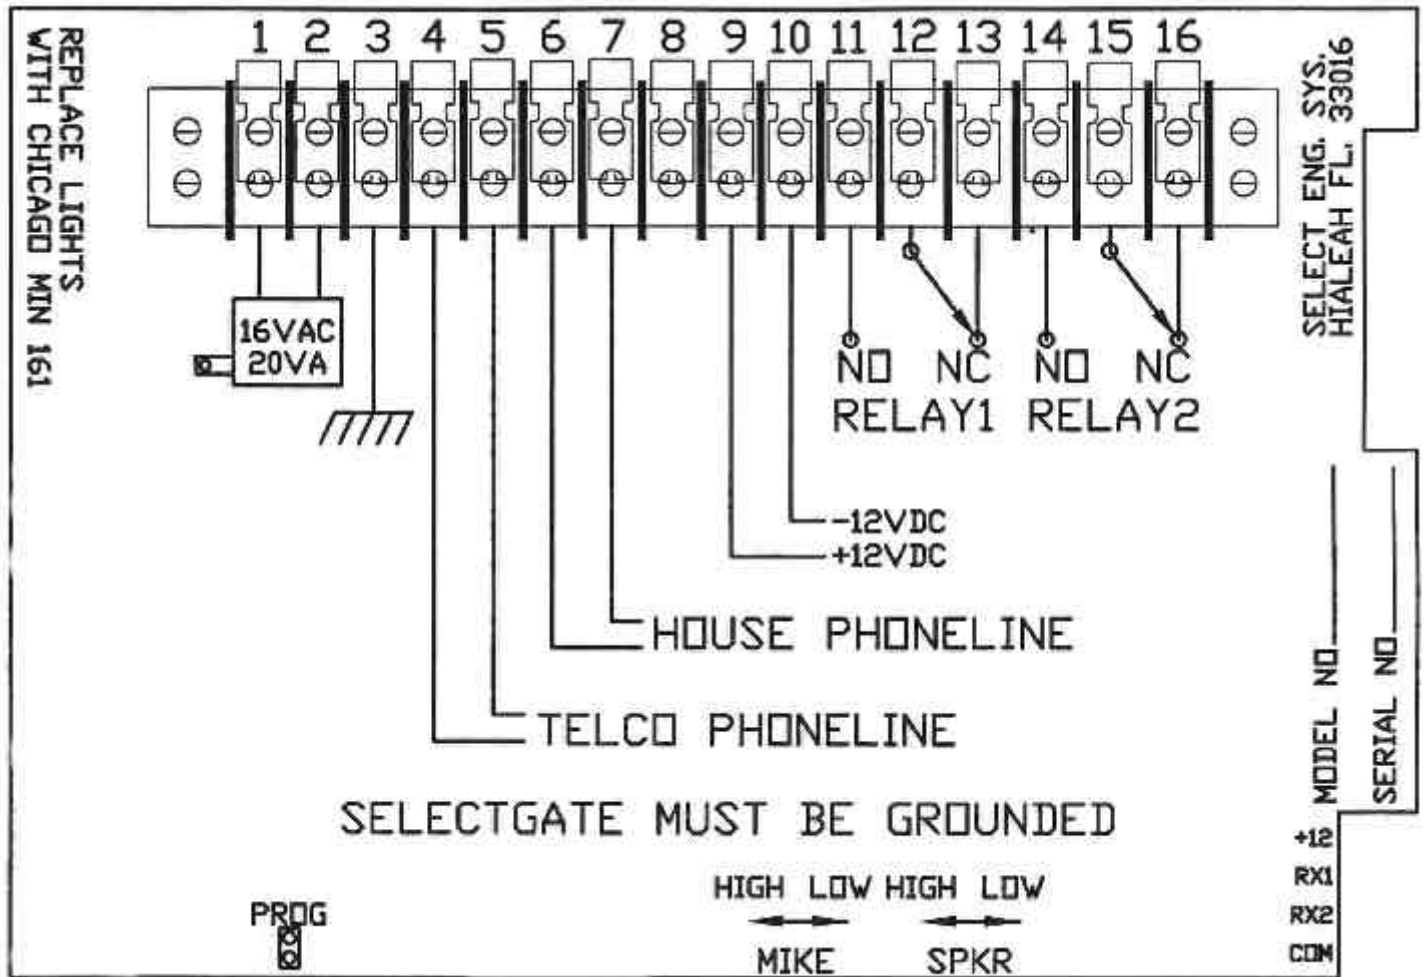 REPLACE LIGHTS
WITH CHICAGO MIN 161
1 2 3 4 5 6 7 8 9 10 11 12 13 14 15 16
SELECT ENG. SYS.
HIALEAH FL. 33016
16VAC
20VA
NO NC NO NC
RELAY1 RELAY2
-12VDC
+12VDC
HOUSE PHONELINE
TELCO PHONELINE
SELECTGATE MUST BE GROUNDED
MODEL NO
SERIAL NO
+12
RX1
RX2
COM
HIGH LOW HIGH LOW
MIKE SPKR
PROG